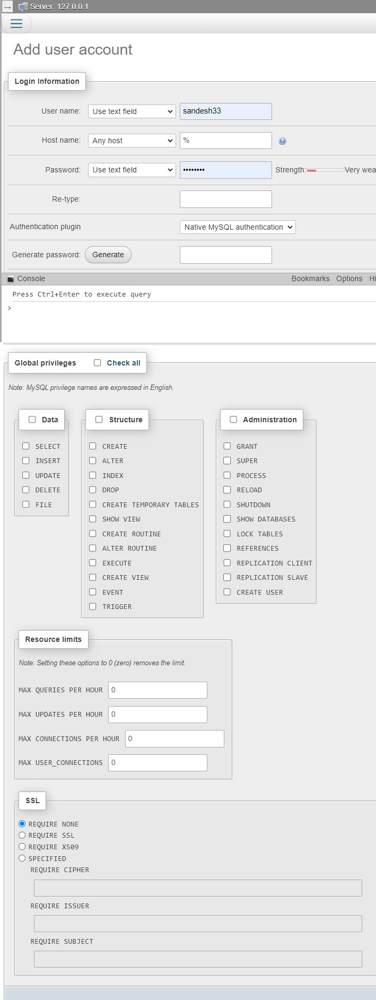 Server: 127.0.0.1
Add user account
Login Information
User name: Use text field sandesh33
Host name: Any host %
Password: Use text field •••••••• Strength: Very wea
Re-type:
Authentication plugin Native MySQL authentication
Generate password: Generate
Console Bookmarks Options Hi
Press Ctrl+Enter to execute query
>
Global privileges Check all
Note: MySQL privilege names are expressed in English.
Data
SELECT
INSERT
UPDATE
DELETE
FILE
Structure
CREATE
ALTER
INDEX
DROP
CREATE TEMPORARY TABLES
SHOW VIEW
CREATE ROUTINE
ALTER ROUTINE
EXECUTE
CREATE VIEW
EVENT
TRIGGER
Administration
GRANT
SUPER
PROCESS
RELOAD
SHUTDOWN
SHOW DATABASES
LOCK TABLES
REFERENCES
REPLICATION CLIENT
REPLICATION SLAVE
CREATE USER
Resource limits
Note: Setting these options to 0 (zero) removes the limit.
MAX QUERIES PER HOUR 0
MAX UPDATES PER HOUR 0
MAX CONNECTIONS PER HOUR 0
MAX USER_CONNECTIONS 0
SSL
REQUIRE NONE
REQUIRE SSL
REQUIRE X509
SPECIFIED
REQUIRE CIPHER
REQUIRE ISSUER
REQUIRE SUBJECT